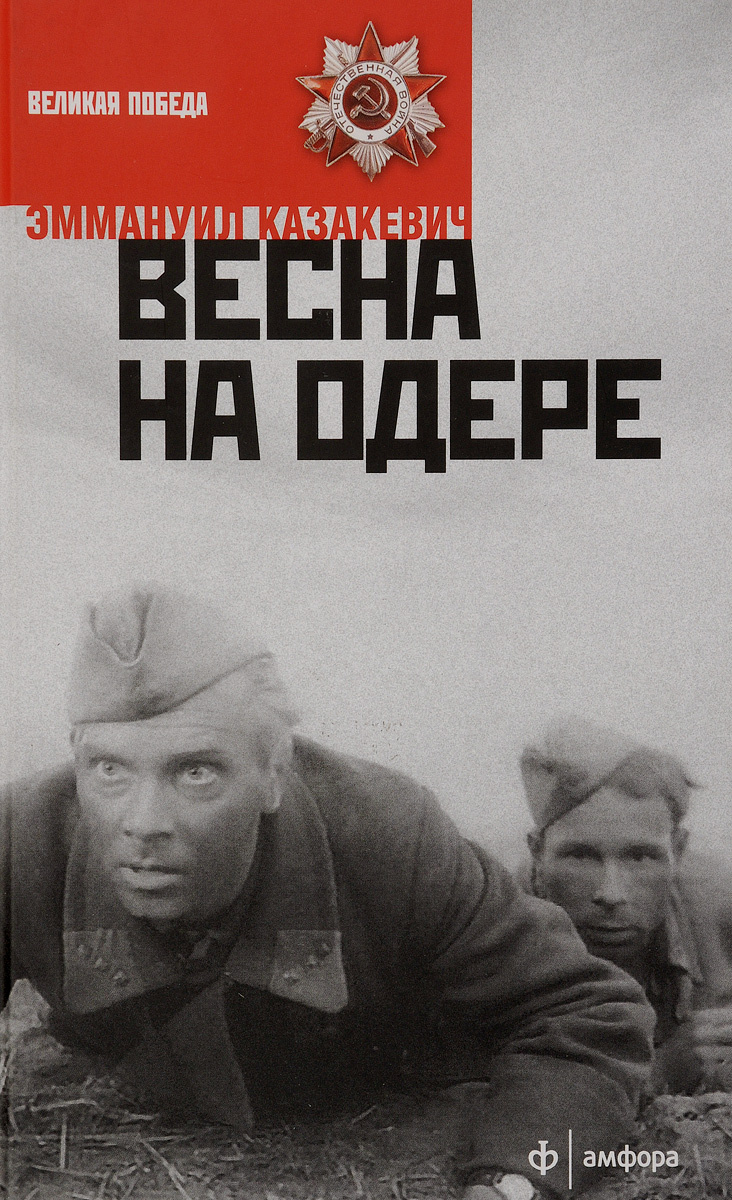 ВЕЛИКАЯ ПОБЕДА
ОТЕЧЕСТВЕННАЯ ВОЙНА
ЭММАНУИЛ КАЗАКЕВИЧ
ВЕСНА
НА ОДЕРЕ
амфора